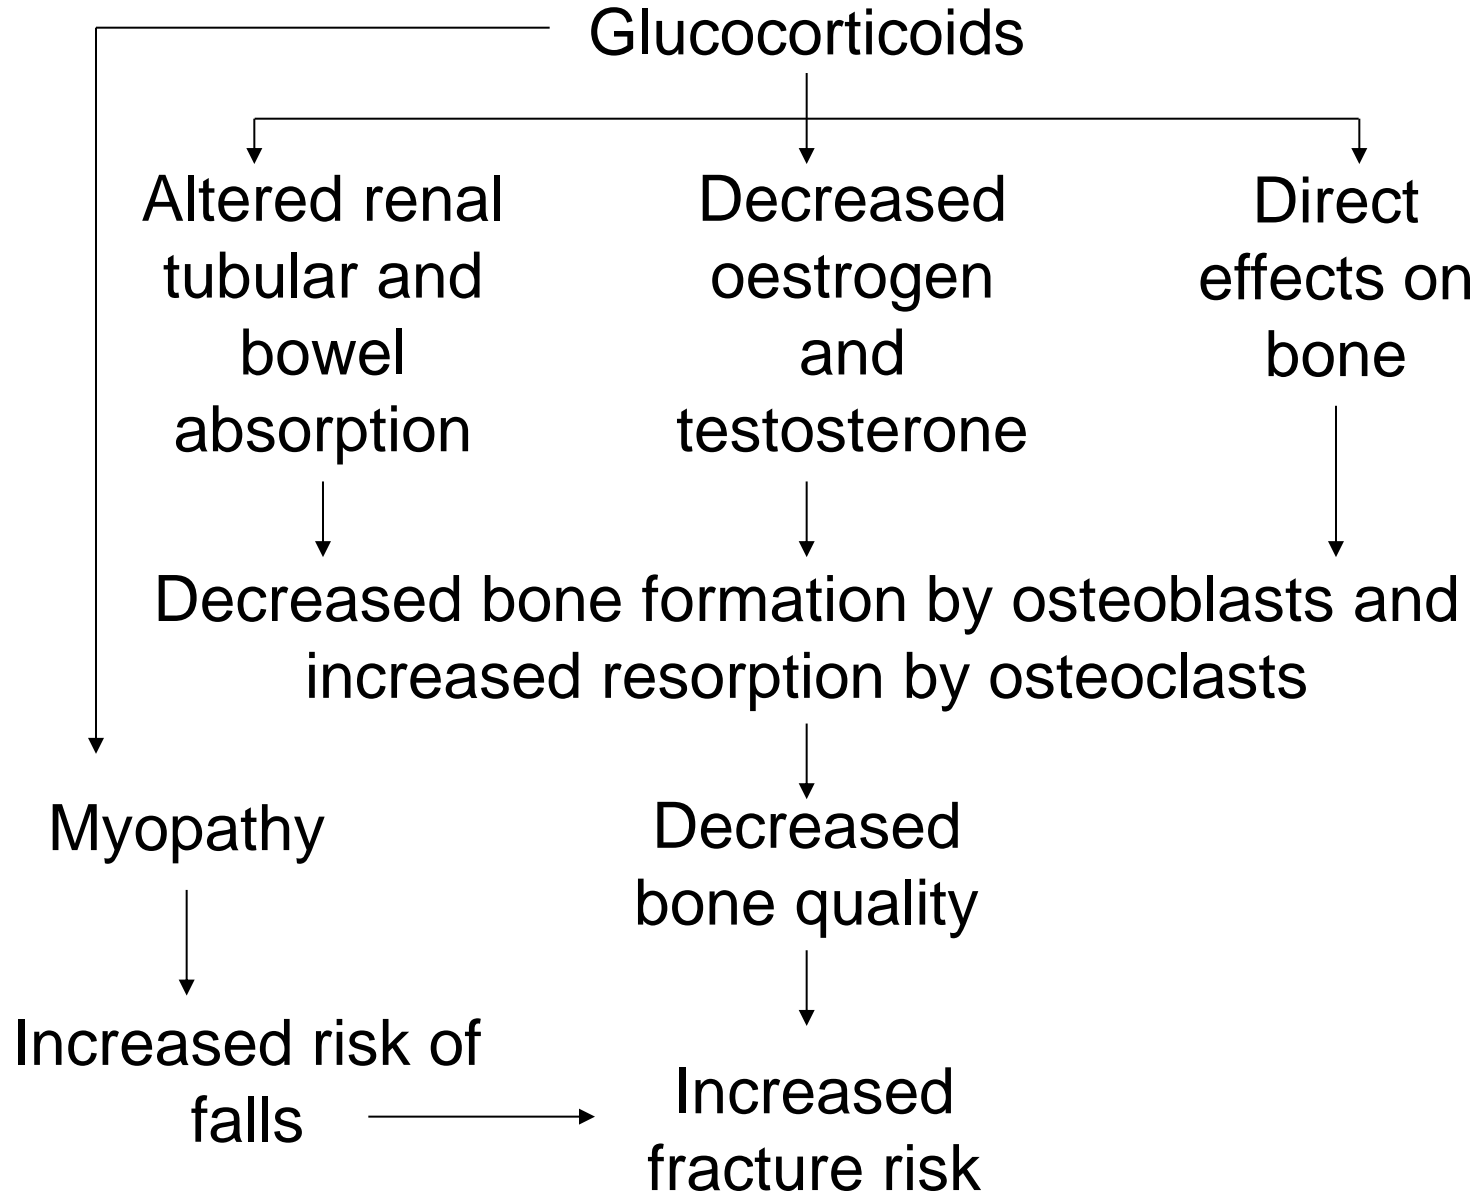 Glucocorticoids
Altered renal
tubular and
bowel
absorption
Decreased
oestrogen
and
testosterone
Direct
effects on
bone
Decreased bone formation by osteoblasts and
increased resorption by osteoclasts
Myopathy
Decreased
bone quality
Increased risk of
falls
Increased
fracture risk